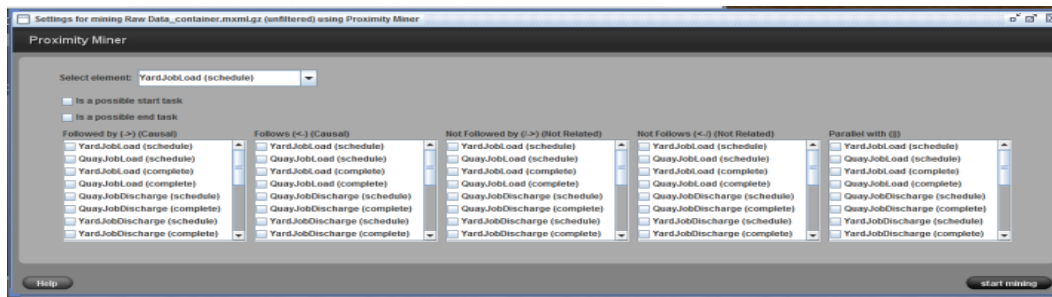 Settings for mining Raw Data_container.mxml.gz (unfiltered) using Proximity Miner
Proximity Miner
Select element: YardJobLoad (schedule)
Is a possible start task
Is a possible end task
Followed by (->) (Causal)
YardJobLoad (schedule)
QuayJobLoad (schedule)
YardJobLoad (complete)
QuayJobLoad (complete)
QuayJobDischarge (schedule)
QuayJobDischarge (complete)
YardJobDischarge (schedule)
YardJobDischarge (complete)
Follows (<-) (Causal)
YardJobLoad (schedule)
QuayJobLoad (schedule)
YardJobLoad (complete)
QuayJobLoad (complete)
QuayJobDischarge (schedule)
QuayJobDischarge (complete)
YardJobDischarge (schedule)
YardJobDischarge (complete)
Not Followed by (/->) (Not Related)
YardJobLoad (schedule)
QuayJobLoad (schedule)
YardJobLoad (complete)
QuayJobLoad (complete)
QuayJobDischarge (schedule)
QuayJobDischarge (complete)
YardJobDischarge (schedule)
YardJobDischarge (complete)
Not Follows (<-/) (Not Related)
YardJobLoad (schedule)
QuayJobLoad (schedule)
YardJobLoad (complete)
QuayJobLoad (complete)
QuayJobDischarge (schedule)
QuayJobDischarge (complete)
YardJobDischarge (schedule)
YardJobDischarge (complete)
Parallel with (||)
YardJobLoad (schedule)
QuayJobLoad (schedule)
YardJobLoad (complete)
QuayJobLoad (complete)
QuayJobDischarge (schedule)
QuayJobDischarge (complete)
YardJobDischarge (schedule)
YardJobDischarge (complete)
Help
start mining